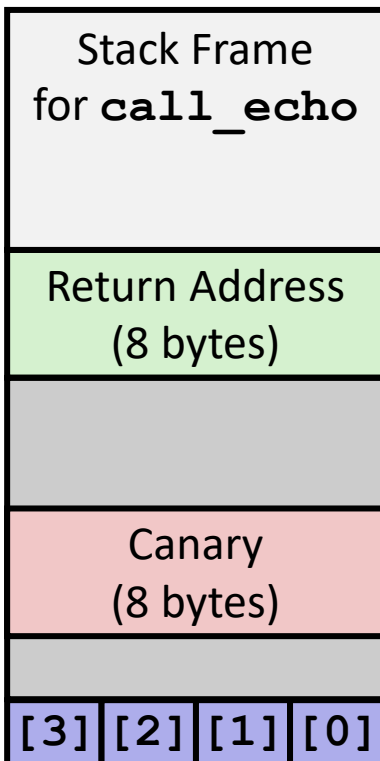 Stack Frame
for call_echo
Return Address
(8 bytes)
Canary
(8 bytes)
[3] [2] [1] [0]